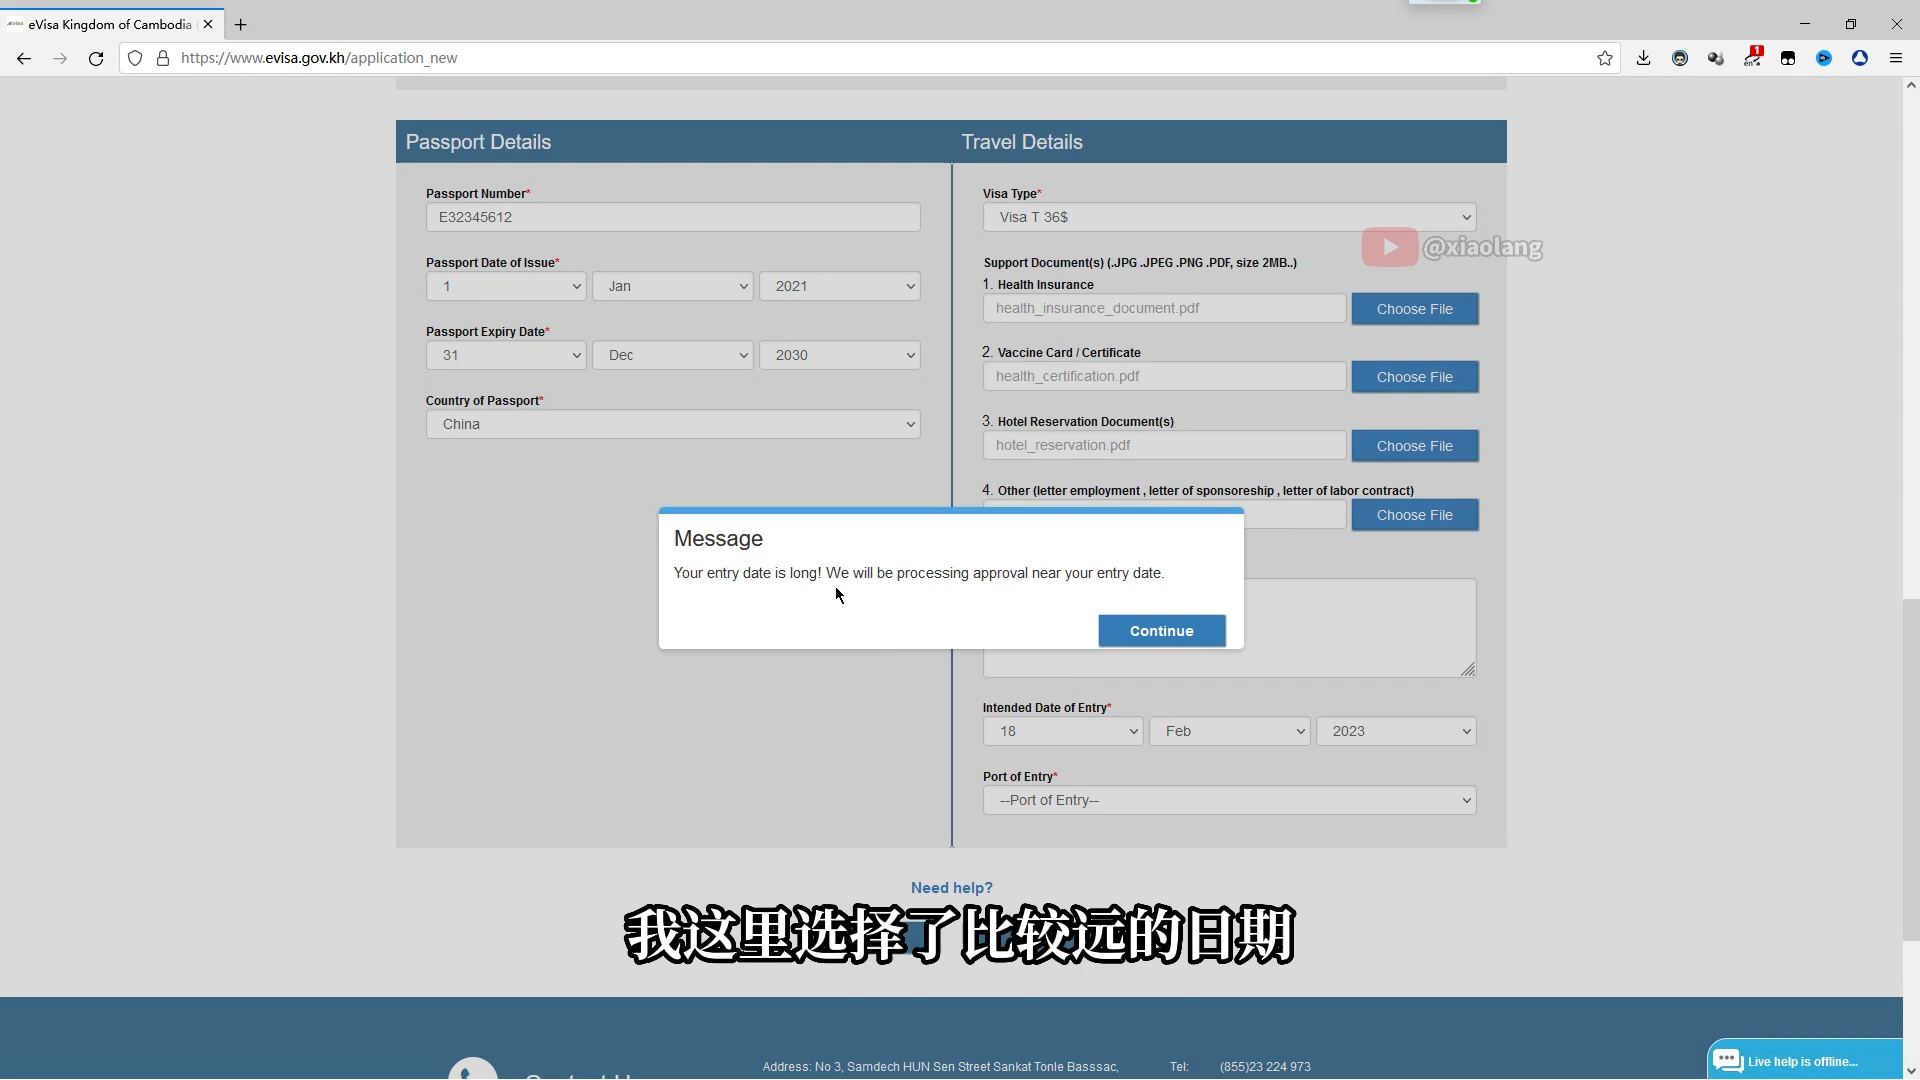 eVisa Kingdom of Cambodia
https://www.evisa.gov.kh/application_new
1
en
Passport Details
Travel Details
Passport Number*
E32345612
Passport Date of Issue*
1
Jan
2021
Passport Expiry Date*
31
Dec
2030
Country of Passport*
China
Visa Type*
Visa T 36$
@xiaolang
Support Document(s) (.JPG .JPEG .PNG .PDF, size 2MB..)
1. Health Insurance
health_insurance_document.pdf
Choose File
2. Vaccine Card / Certificate
health_certification.pdf
Choose File
3. Hotel Reservation Document(s)
hotel_reservation.pdf
Choose File
4. Other (letter employment , letter of sponsoreship , letter of labor contract)
Choose File
Message
Your entry date is long! We will be processing approval near your entry date.
Continue
Intended Date of Entry*
18
Feb
2023
Port of Entry*
--Port of Entry--
Need help?
我这里选择了比较远的日期
Address: No 3, Samdech HUN Sen Street Sankat Tonle Basssac,
Tel:
(855)23 224 973
Live help is offline...